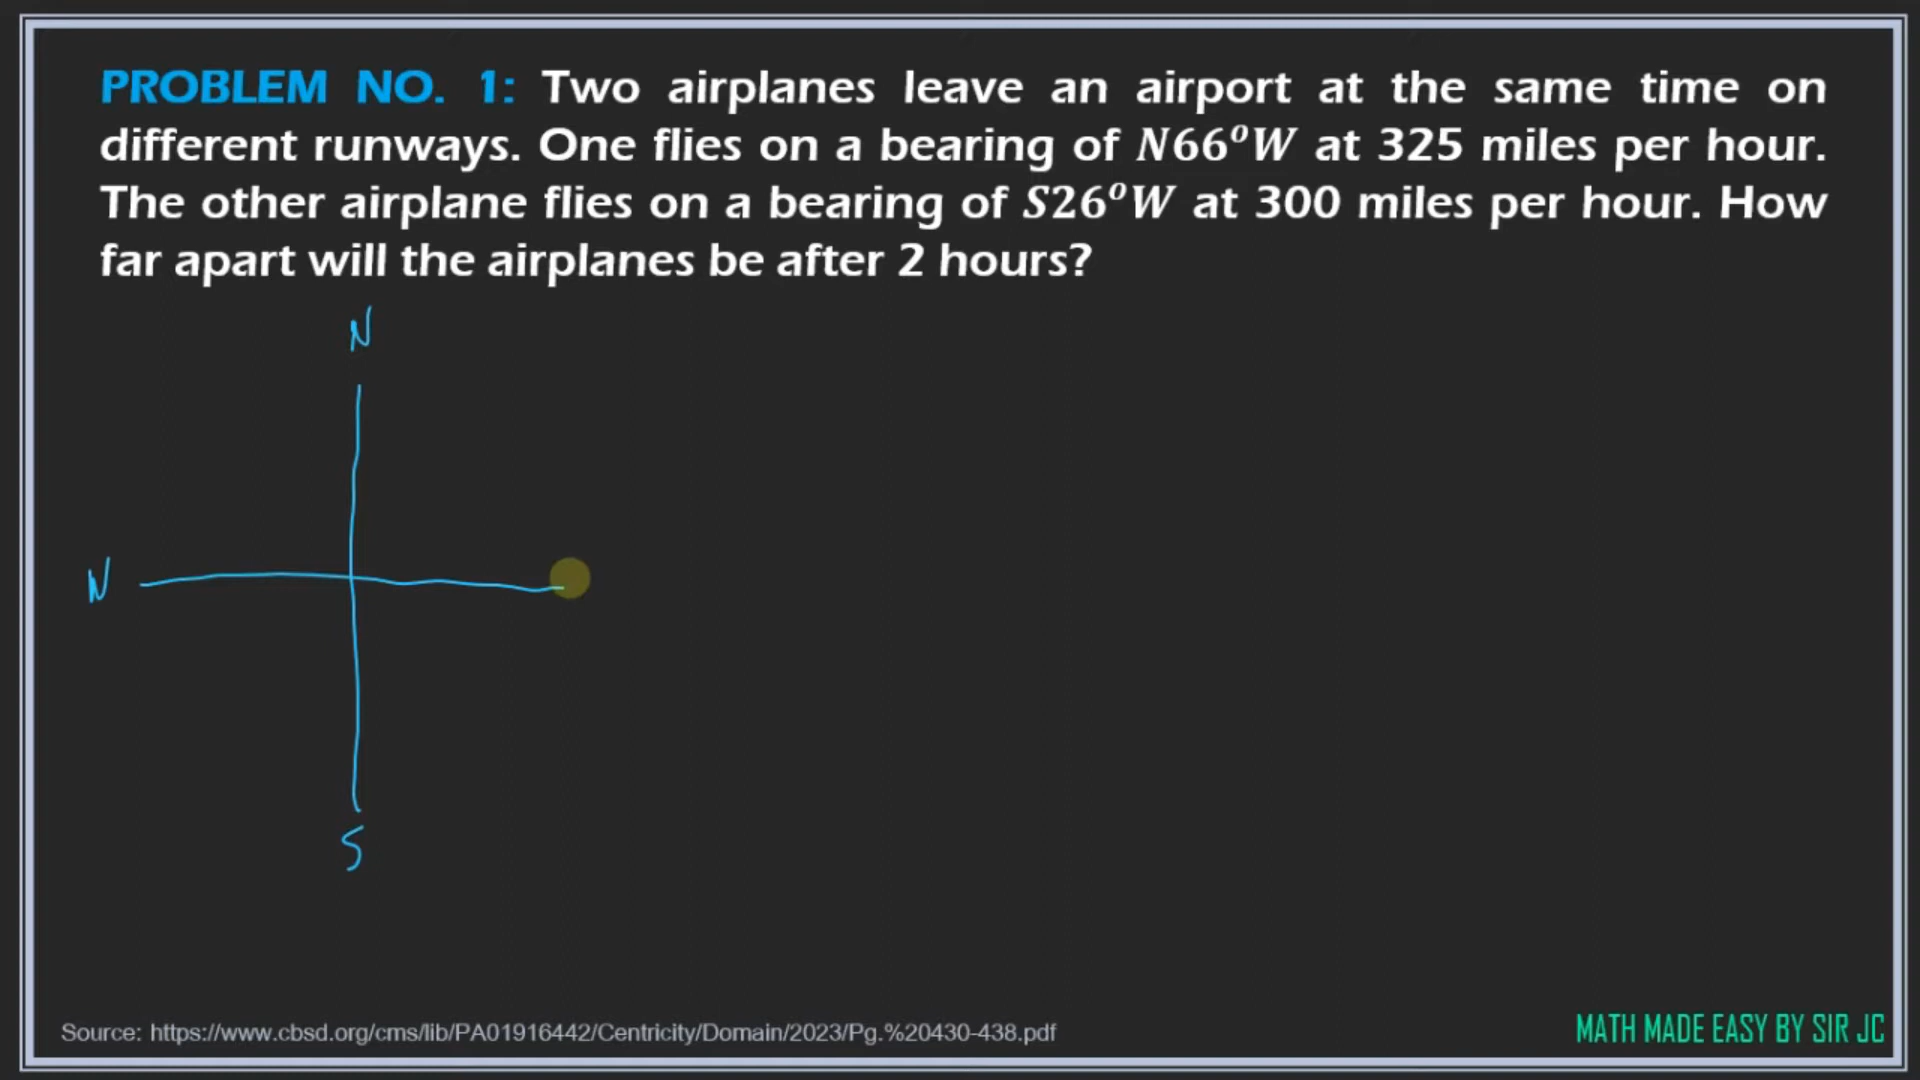 PROBLEM NO. 1: Two airplanes leave an airport at the same time on
different runways. One flies on a bearing of N66°W at 325 miles per hour.
The other airplane flies on a bearing of S26°W at 300 miles per hour. How
far apart will the airplanes be after 2 hours?
N
W
S
Source: https://www.cbsd.org/cms/lib/PA01916442/Centricity/Domain/2023/Pg.%20430-438.pdf
MATH MADE EASY BY SIR JC